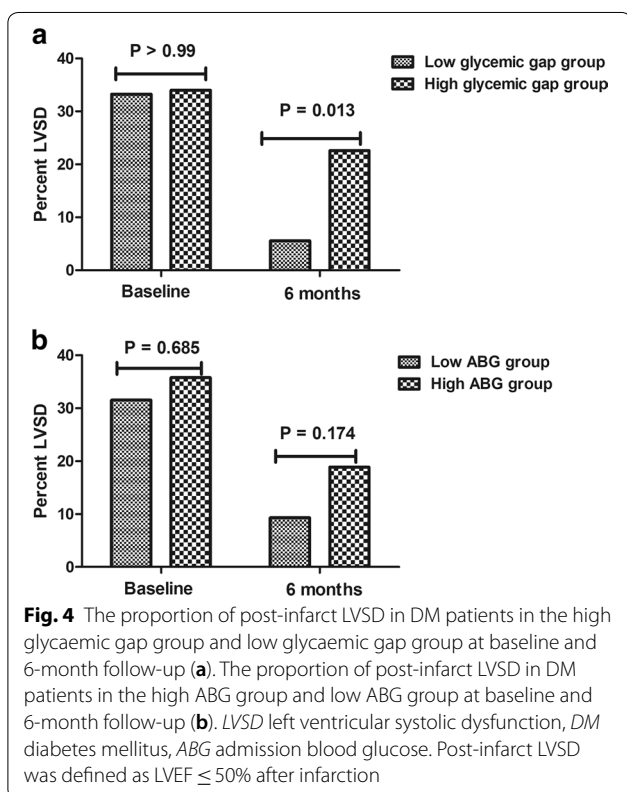 a
P > 0.99
P = 0.013
Low glycemic gap group
High glycemic gap group
Percent LVSD
40
30
20
10
0
Baseline
6 months
b
P = 0.685
P = 0.174
Low ABG group
High ABG group
Percent LVSD
40
30
20
10
0
Baseline
6 months
Fig. 4 The proportion of post-infarct LVSD in DM patients in the high
glycaemic gap group and low glycaemic gap group at baseline and
6-month follow-up (a). The proportion of post-infarct LVSD in DM
patients in the high ABG group and low ABG group at baseline and
6-month follow-up (b). LVSD left ventricular systolic dysfunction, DM
diabetes mellitus, ABG admission blood glucose. Post-infarct LVSD
was defined as LVEF ≤ 50% after infarction